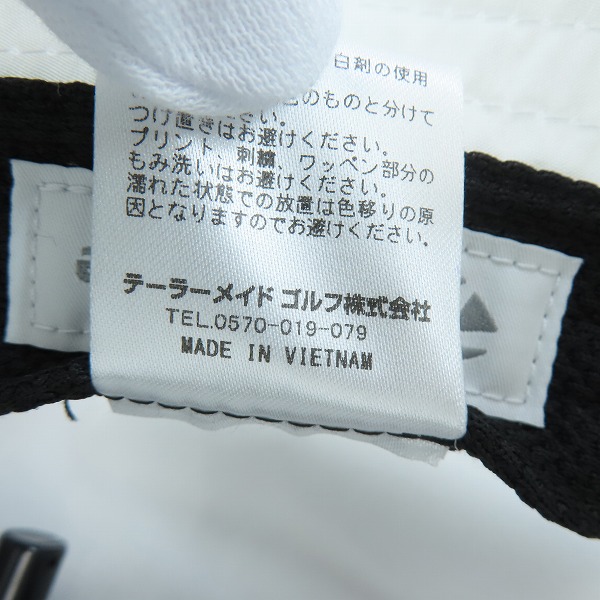 白剤の使用
のものと分けて
つけ置きはお避けください。
プリント、刺繍、ワッペン部分の
もみ洗いはお避けください。
濡れた状態での放置は色移りの原
因となりますのでお避けください。
テーラーメイド ゴルフ株式会社
TEL.0570-019-079
MADE IN VIETNAM